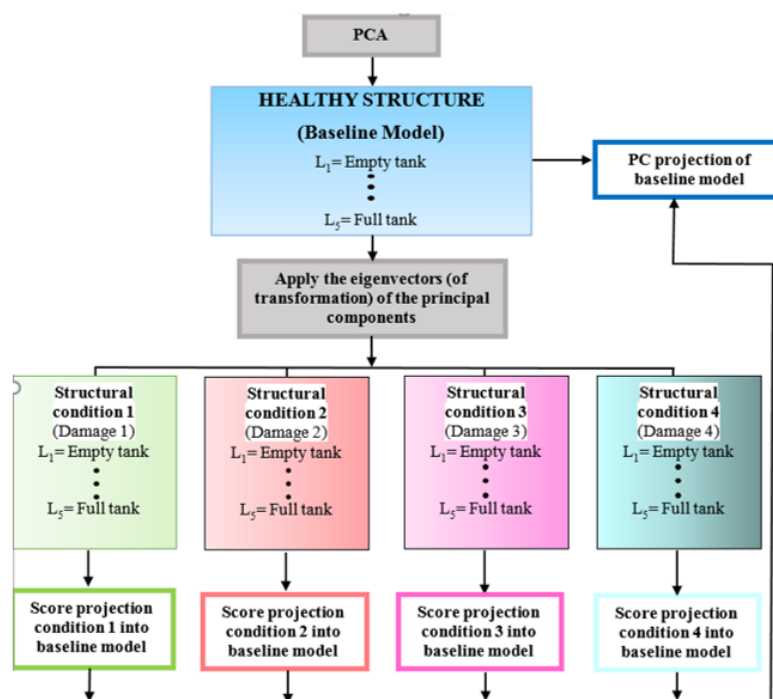 PCA
HEALTHY STRUCTURE
(Baseline Model)
L₁= Empty tank
L₅= Full tank
PC projection of
baseline model
Apply the eigenvectors (of
transformation) of the principal
components
Structural
condition 1
(Damage 1)
L₁= Empty tank
L₅= Full tank
Structural
condition 2
(Damage 2)
L₁= Empty tank
L₅= Full tank
Structural
condition 3
(Damage 3)
L₁= Empty tank
L₅= Full tank
Structural
condition 4
(Damage 4)
L₁= Empty tank
L₅= Full tank
Score projection
condition 1 into
baseline model
Score projection
condition 2 into
baseline model
Score projection
condition 3 into
baseline model
Score projection
condition 4 into
baseline model